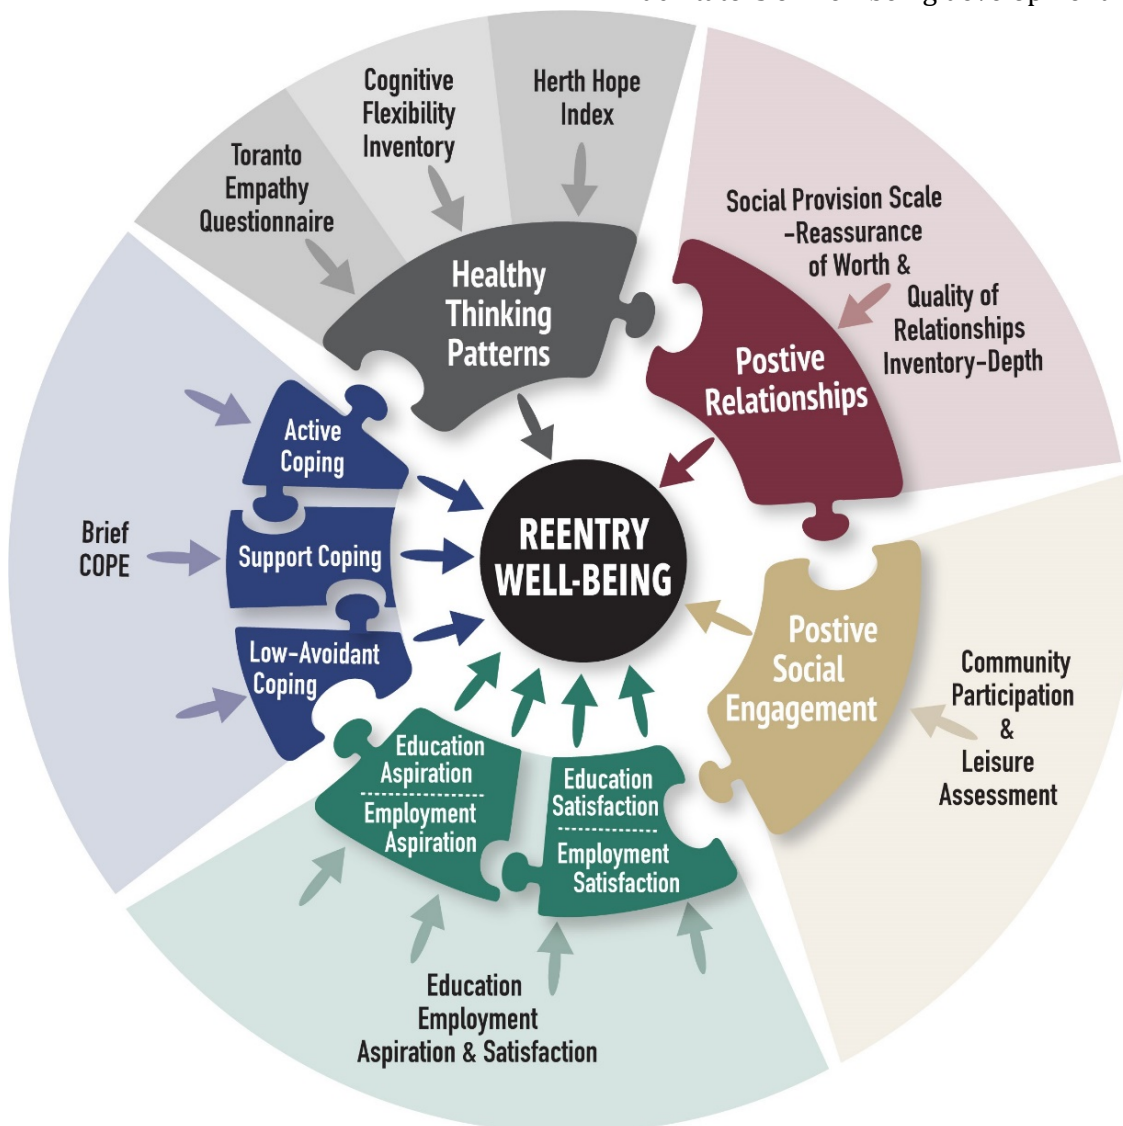 Cognitive
Flexibility
Inventory
Herth Hope
Index
Toranto
Empathy
Questionnaire
Social Provision Scale
-Reassurance
of Worth &
Quality of
Relationships
Inventory-Depth
Healthy
Thinking
Patterns
Postive
Relationships
Active
Coping
Brief
COPE
Support Coping
Low-Avoidant
Coping
REENTRY
WELL-BEING
Postive
Social
Engagement
Community
Participation
&
Leisure
Assessment
Education
Aspiration
Employment
Aspiration
Education
Satisfaction
Employment
Satisfaction
Education
Employment
Aspiration & Satisfaction